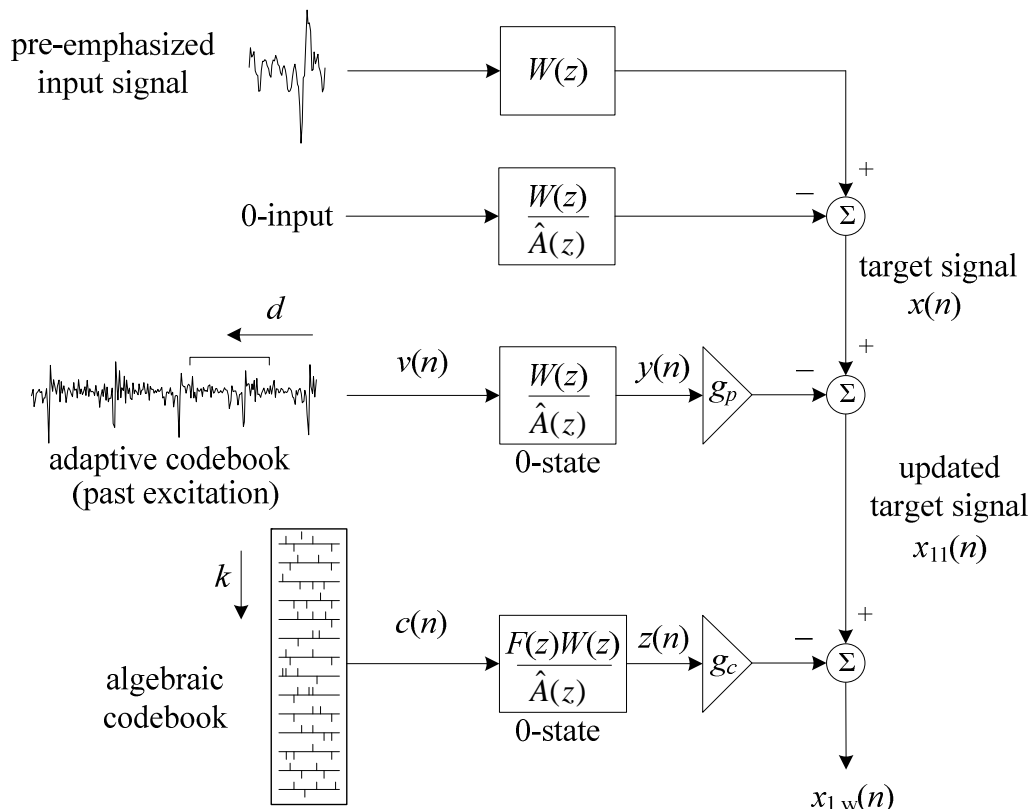 pre-emphasized
input signal
W(z)
+
0-input
W(z)
Â(z)
−
Σ
target signal
x(n)
d
v(n)
W(z)
Â(z)
0-state
y(n)
g_p
−
+
Σ
adaptive codebook
(past excitation)
updated
target signal
x_11(n)
k
c(n)
F(z)W(z)
Â(z)
0-state
z(n)
g_c
−
+
Σ
algebraic
codebook
x_1,w(n)